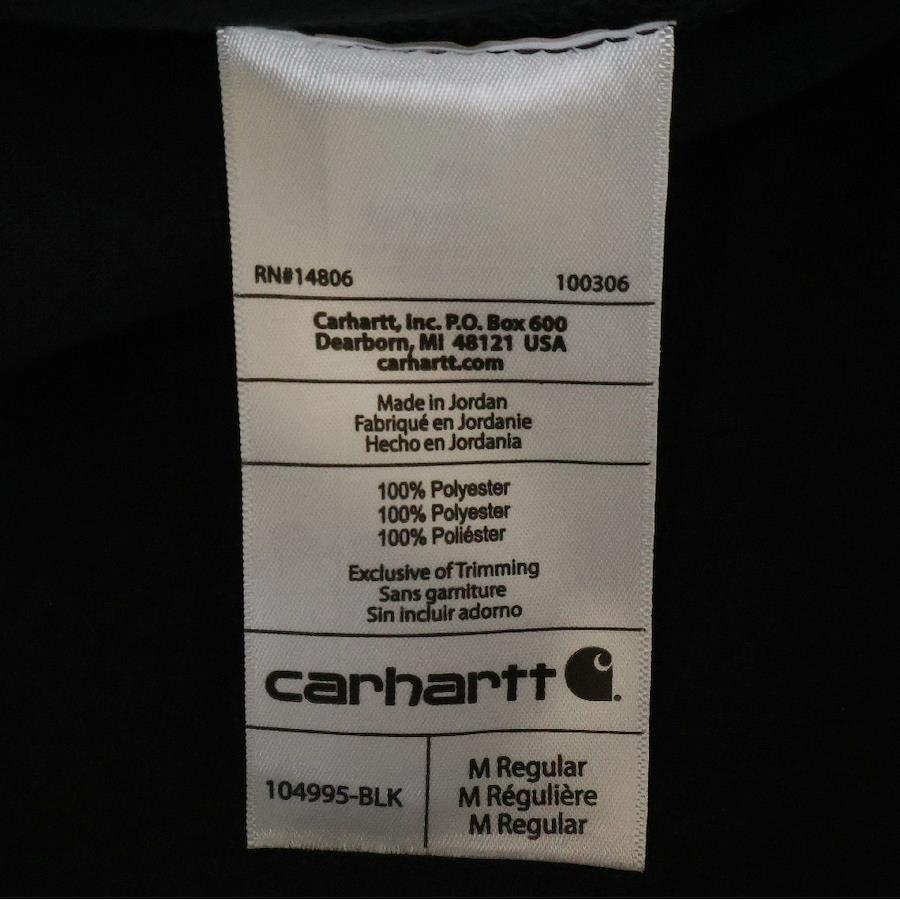 RN#14806 100306
Carhartt, Inc. P.O. Box 600
Dearborn, MI 48121 USA
carhartt.com
Made in Jordan
Fabriqué en Jordanie
Hecho en Jordania
100% Polyester
100% Polyester
100% Poliéster
Exclusive of Trimming
Sans garniture
Sin incluir adorno
carhartt
104995-BLK
M Regular
M Régulière
M Regular